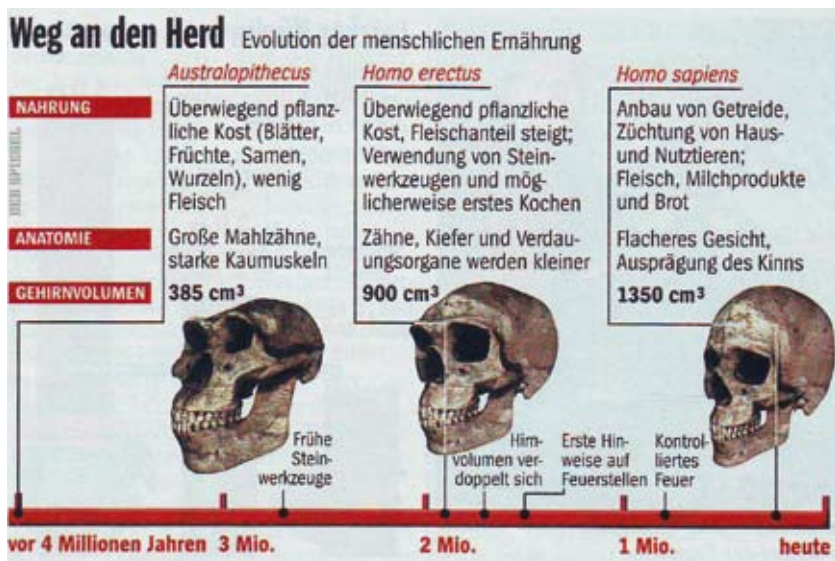 Weg an den Herd Evolution der menschlichen Ernährung
Australopithecus
Homo erectus
Homo sapiens
NAHRUNG
Überwiegend pflanz-
liche Kost (Blätter,
Früchte, Samen,
Wurzeln), wenig
Fleisch
Überwiegend pflanzliche
Kost, Fleischanteil steigt;
Verwendung von Stein-
werkzeugen und mög-
licherweise erstes Kochen
Anbau von Getreide,
Züchtung von Haus-
und Nutztieren;
Fleisch, Milchprodukte
und Brot
DER SPIEGEL
ANATOMIE
Große Mahlzähne,
starke Kaumuskeln
Zähne, Kiefer und Verdau-
ungsorgane werden kleiner
Flacheres Gesicht,
Ausprägung des Kinns
GEHIRNVOLUMEN
385 cm³
900 cm³
1350 cm³
Frühe
Stein-
werkzeuge
Hirn-
volumen ver-
doppelt sich
Erste Hin-
weise auf
Feuerstellen
Kontrol-
liertes
Feuer
vor 4 Millionen Jahren
3 Mio.
2 Mio.
1 Mio.
heute